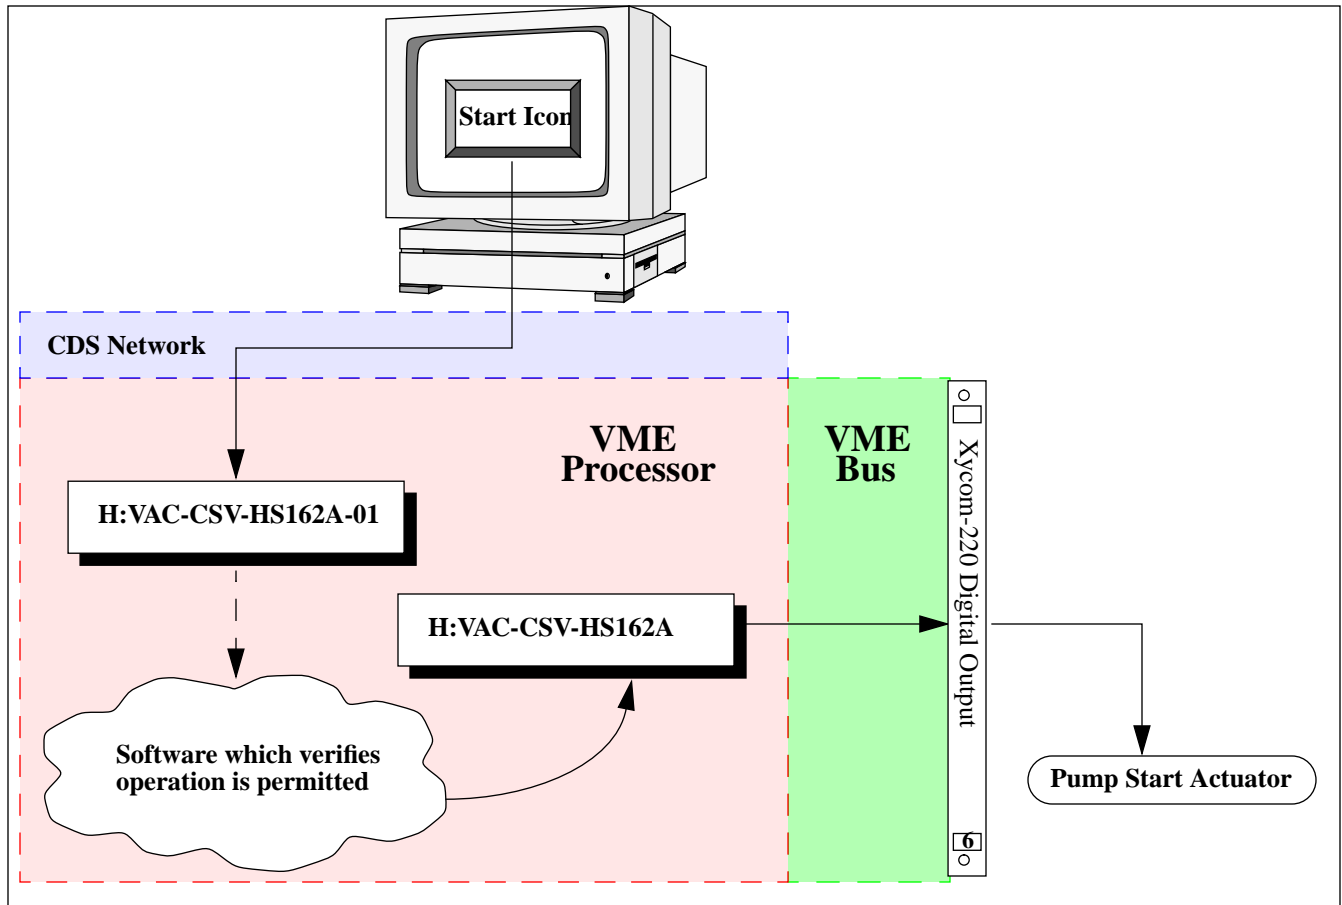 Start Icon
CDS Network
VME
Processor
VME
Bus
H:VAC-CSV-HS162A-01
H:VAC-CSV-HS162A
Xycom-220 Digital Output
Software which verifies
operation is permitted
Pump Start Actuator
6